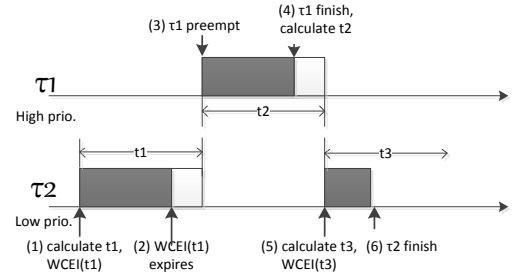 (3) τ1 preempt
(4) τ1 finish,
calculate t2
τ1
High prio.
t2
t1
t3
τ2
Low prio.
(1) calculate t1,
WCEI(t1)
(2) WCEI(t1)
expires
(5) calculate t3,
WCEI(t3)
(6) τ2 finish